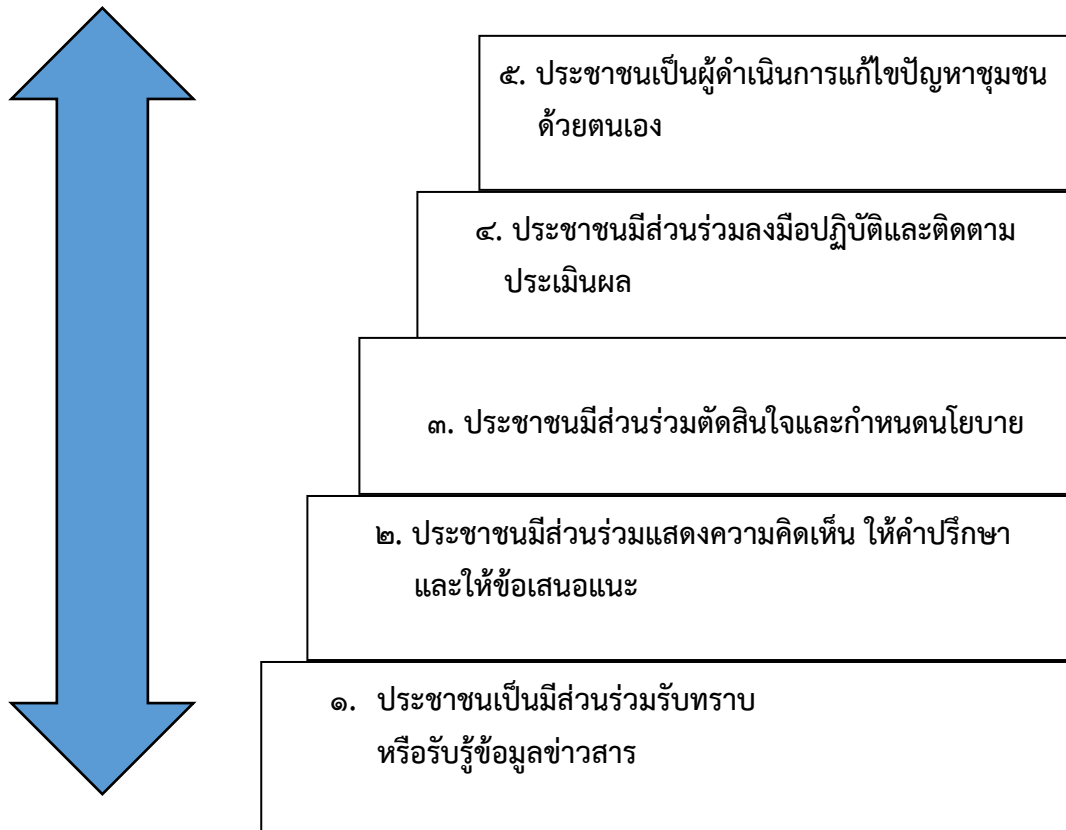 ๕. ประชาชนเป็นผู้ดำเนินการแก้ไขปัญหาชุมชน
ด้วยตนเอง
๔. ประชาชนมีส่วนร่วมลงมือปฏิบัติและติดตาม
ประเมินผล
๓. ประชาชนมีส่วนร่วมตัดสินใจและกำหนดนโยบาย
๒. ประชาชนมีส่วนร่วมแสดงความคิดเห็น ให้คำปรึกษา
และให้ข้อเสนอแนะ
๑. ประชาชนเป็นมีส่วนร่วมรับทราบ
หรือรับรู้ข้อมูลข่าวสาร